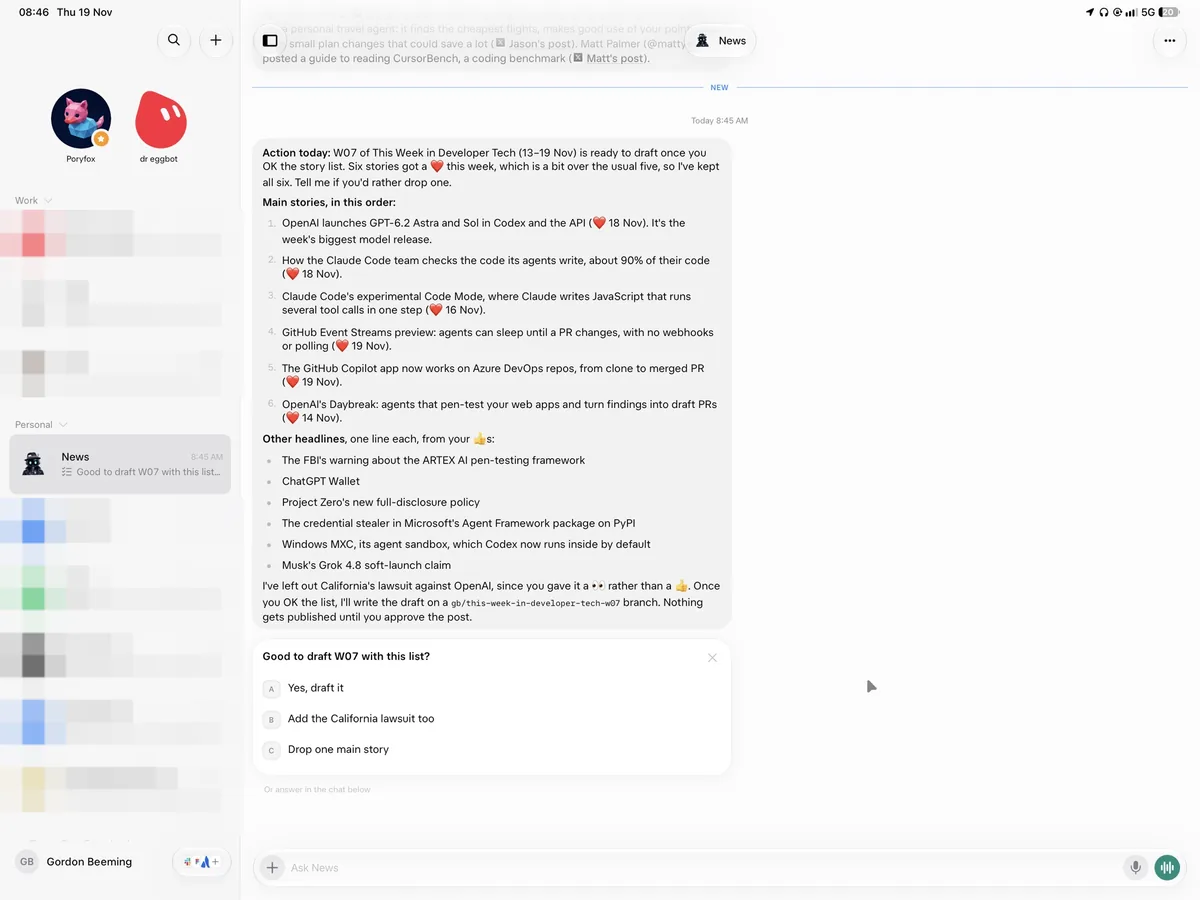 08:46 Thu 19 Nov
5G 20
Poryfox
dr eggbot
Work
Personal
News
8:45 AM
Good to draft W07 with this list...
GB Gordon Beeming
personal travel agent: it finds the cheapest flights, makes good use of your
small plan changes that could save a lot (Jason's post). Matt Palmer (@matty
posted a guide to reading CursorBench, a coding benchmark (Matt's post).
News
NEW
Today 8:45 AM
Action today: W07 of This Week in Developer Tech (13–19 Nov) is ready to draft once you
OK the story list. Six stories got a ❤️ this week, which is a bit over the usual five, so I've kept
all six. Tell me if you'd rather drop one.
Main stories, in this order:
1. OpenAI launches GPT-6.2 Astra and Sol in Codex and the API (❤️ 18 Nov). It's the
week's biggest model release.
2. How the Claude Code team checks the code its agents write, about 90% of their code
(❤️ 18 Nov).
3. Claude Code's experimental Code Mode, where Claude writes JavaScript that runs
several tool calls in one step (❤️ 16 Nov).
4. GitHub Event Streams preview: agents can sleep until a PR changes, with no webhooks
or polling (❤️ 19 Nov).
5. The GitHub Copilot app now works on Azure DevOps repos, from clone to merged PR
(❤️ 19 Nov).
6. OpenAI's Daybreak: agents that pen-test your web apps and turn findings into draft PRs
(❤️ 14 Nov).
Other headlines, one line each, from your 👍s:
• The FBI's warning about the ARTEX AI pen-testing framework
• ChatGPT Wallet
• Project Zero's new full-disclosure policy
• The credential stealer in Microsoft's Agent Framework package on PyPI
• Windows MXC, its agent sandbox, which Codex now runs inside by default
• Musk's Grok 4.8 soft-launch claim
I've left out California's lawsuit against OpenAI, since you gave it a 👀 rather than a 👍. Once
you OK the list, I'll write the draft on a gb/this-week-in-developer-tech-w07 branch. Nothing
gets published until you approve the post.
Good to draft W07 with this list?
A Yes, draft it
B Add the California lawsuit too
C Drop one main story
Or answer in the chat below
Ask News